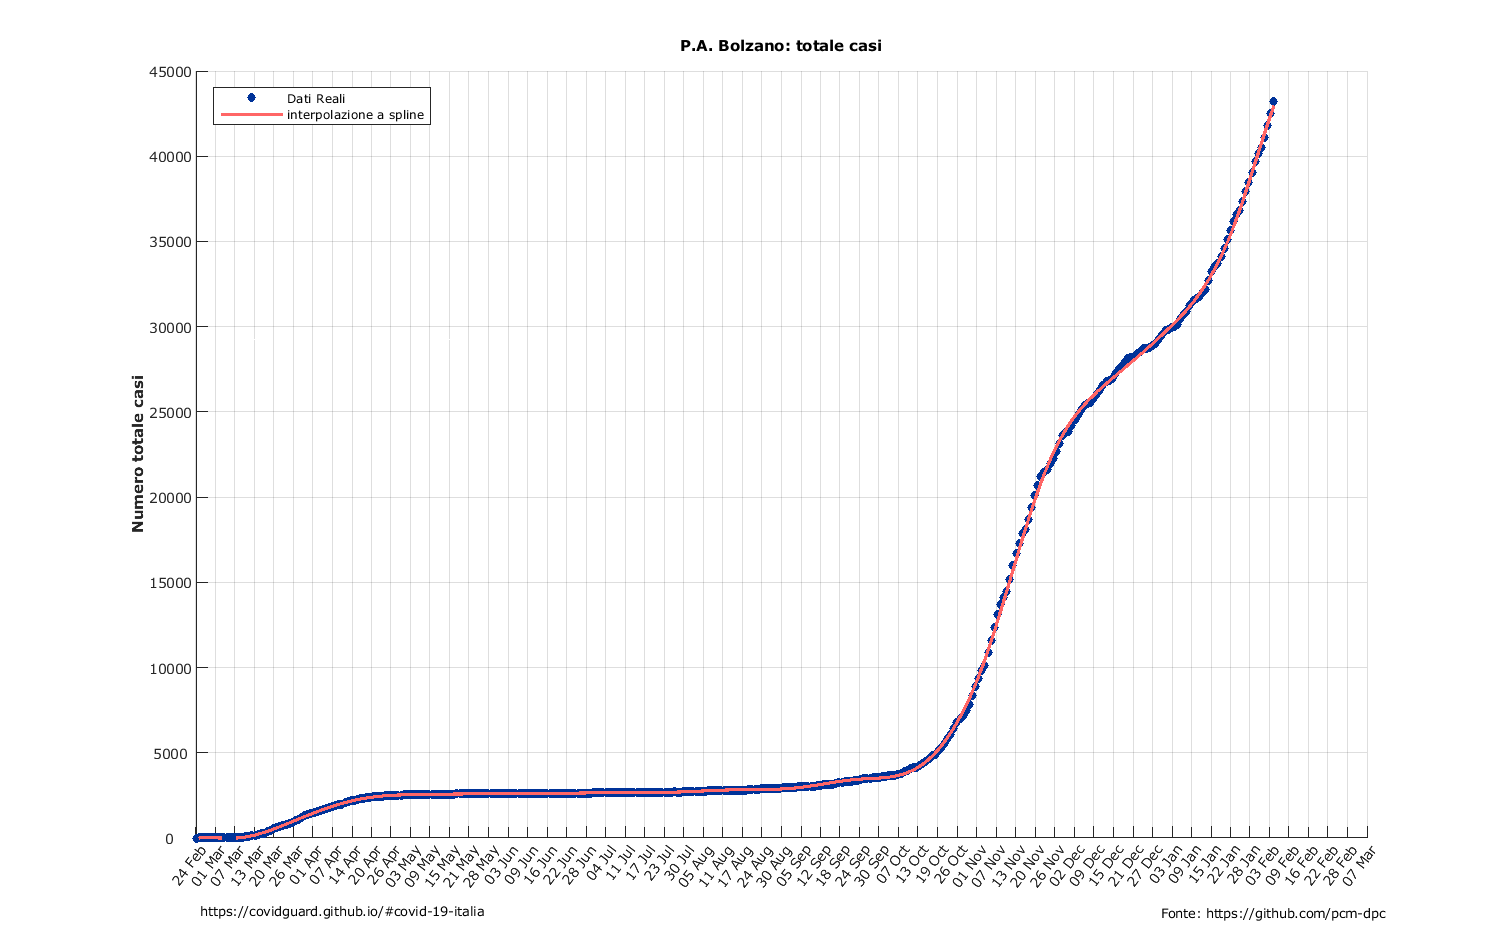 P.A. Bolzano: totale casi
Dati Reali
interpolazione a spline
Numero totale casi
45000
40000
35000
30000
25000
20000
15000
10000
5000
0
24 Feb
01 Mar
07 Mar
13 Mar
20 Mar
26 Mar
01 Apr
07 Apr
14 Apr
20 Apr
26 Apr
03 May
09 May
15 May
21 May
28 May
03 Jun
09 Jun
16 Jun
22 Jun
28 Jun
04 Jul
11 Jul
17 Jul
23 Jul
30 Jul
05 Aug
11 Aug
17 Aug
24 Aug
30 Aug
05 Sep
12 Sep
18 Sep
24 Sep
30 Sep
07 Oct
13 Oct
19 Oct
26 Oct
01 Nov
07 Nov
13 Nov
20 Nov
26 Nov
02 Dec
09 Dec
15 Dec
21 Dec
27 Dec
03 Jan
09 Jan
15 Jan
22 Jan
28 Jan
03 Feb
09 Feb
16 Feb
22 Feb
28 Feb
07 Mar
https://covidguard.github.io/#covid-19-italia
Fonte: https://github.com/pcm-dpc